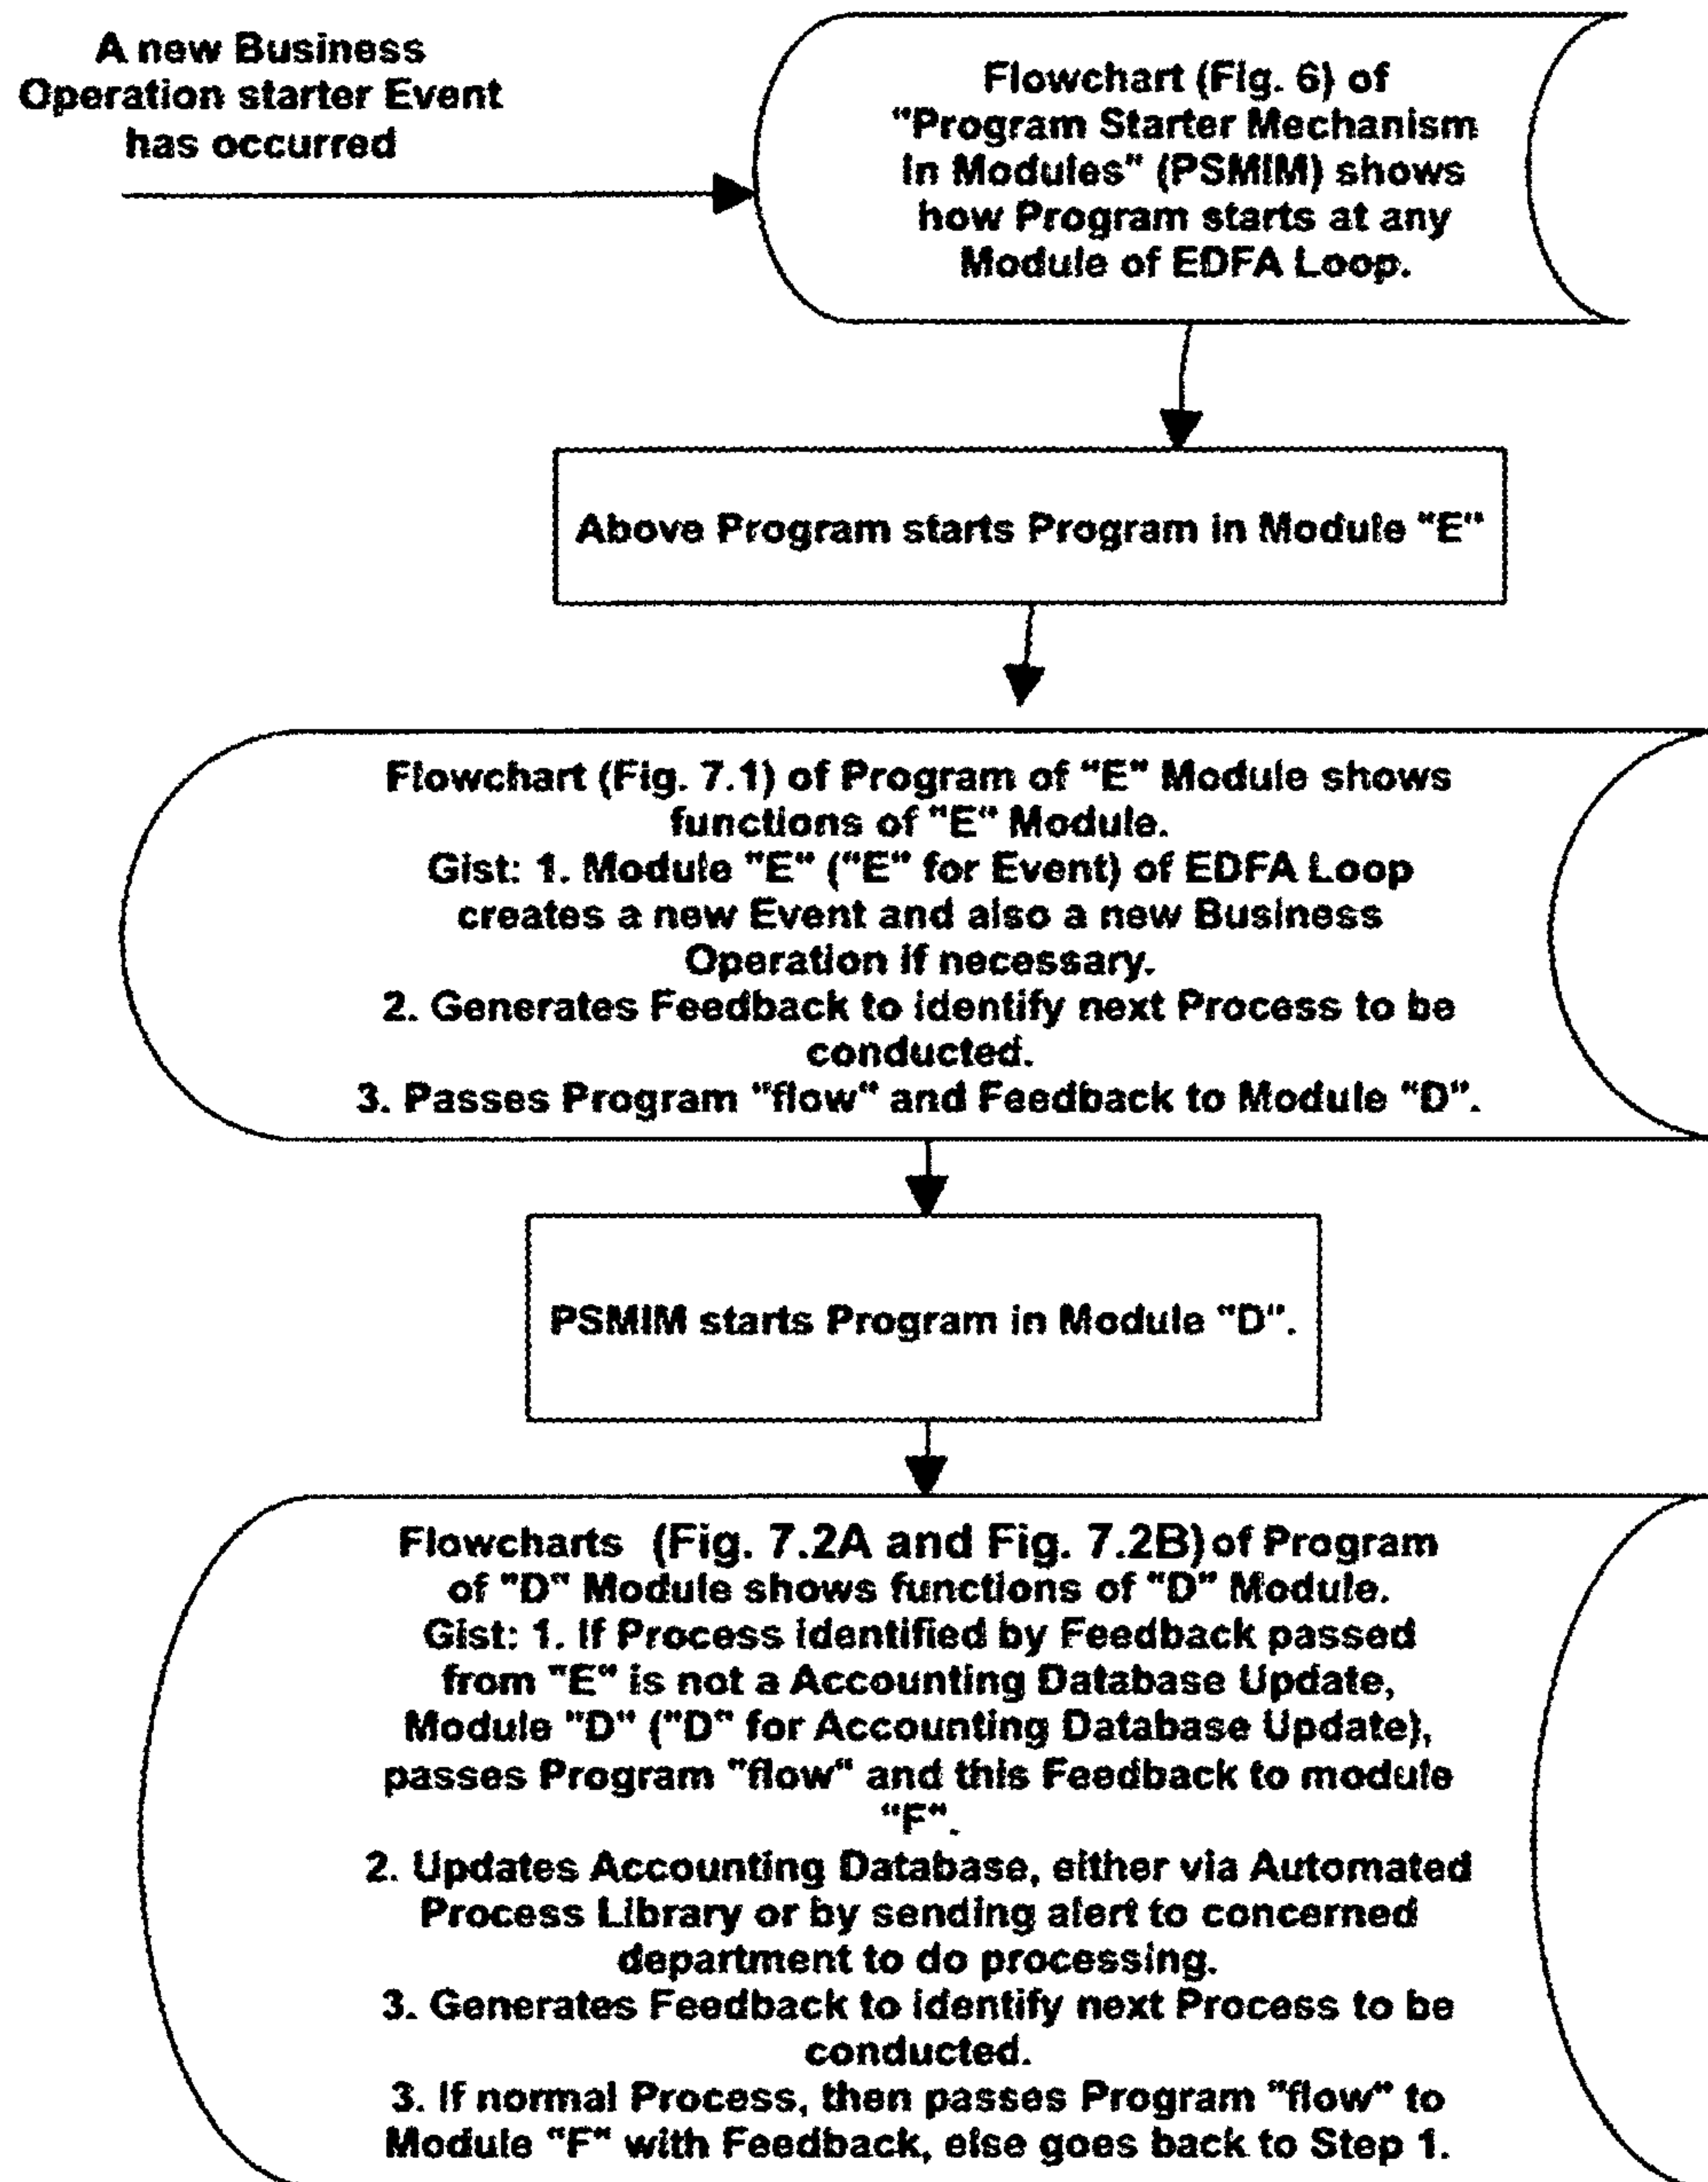 A new Business
Operation starter Event
has occurred
Flowchart (Fig. 6) of
"Program Starter Mechanism
in Modules" (PSMIM) shows
how Program starts at any
Module of EDFA Loop.
Above Program starts Program in Module "E"
Flowchart (Fig. 7.1) of Program of "E" Module shows
functions of "E" Module.
Gist: 1. Module "E" ("E" for Event) of EDFA Loop
creates a new Event and also a new Business
Operation if necessary.
2. Generates Feedback to identify next Process to be
conducted.
3. Passes Program "flow" and Feedback to Module "D".
PSMIM starts Program in Module "D".
Flowcharts (Fig. 7.2A and Fig. 7.2B) of Program
of "D" Module shows functions of "D" Module.
Gist: 1. If Process identified by Feedback passed
from "E" is not a Accounting Database Update,
Module "D" ("D" for Accounting Database Update),
passes Program "flow" and this Feedback to module
"F".
2. Updates Accounting Database, either via Automated
Process Library or by sending alert to concerned
department to do processing.
3. Generates Feedback to identify next Process to be
conducted.
3. If normal Process, then passes Program "flow" to
Module "F" with Feedback, else goes back to Step 1.